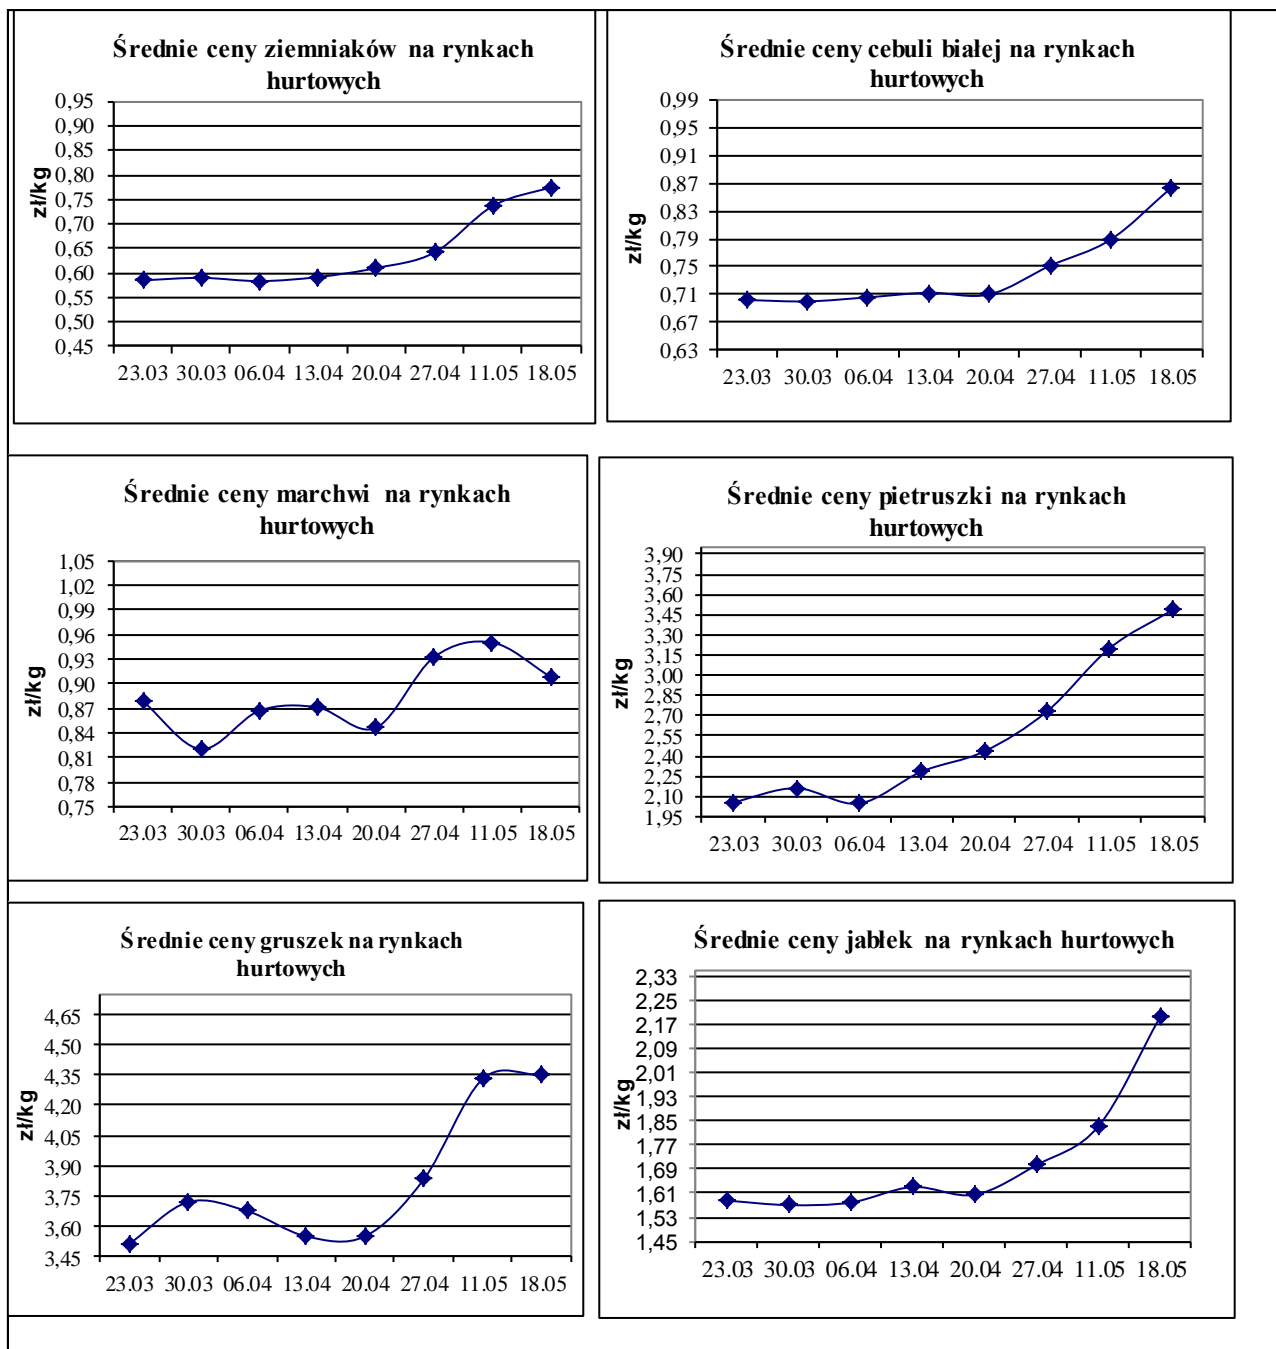 Średnie ceny ziemniaków na rynkach
hurtowych
zł/kg
0,95
0,90
0,85
0,80
0,75
0,70
0,65
0,60
0,55
0,50
0,45
23.03 30.03 06.04 13.04 20.04 27.04 11.05 18.05
Średnie ceny cebuli białej na rynkach
hurtowych
zł/kg
0,99
0,95
0,91
0,87
0,83
0,79
0,75
0,71
0,67
0,63
23.03 30.03 06.04 13.04 20.04 27.04 11.05 18.05
Średnie ceny marchwi na rynkach
hurtowych
zł/kg
1,05
1,02
0,99
0,96
0,93
0,90
0,87
0,84
0,81
0,78
0,75
23.03 30.03 06.04 13.04 20.04 27.04 11.05 18.05
Średnie ceny pietruszki na rynkach
hurtowych
zł/kg
3,90
3,75
3,60
3,45
3,30
3,15
3,00
2,85
2,70
2,55
2,40
2,25
2,10
1,95
23.03 30.03 06.04 13.04 20.04 27.04 11.05 18.05
Średnie ceny gruszek na rynkach
hurtowych
zł/kg
4,65
4,50
4,35
4,20
4,05
3,90
3,75
3,60
3,45
23.03 30.03 06.04 13.04 20.04 27.04 11.05 18.05
Średnie ceny jabłek na rynkach hurtowych
zł/kg
2,33
2,25
2,17
2,09
2,01
1,93
1,85
1,77
1,69
1,61
1,53
1,45
23.03 30.03 06.04 13.04 20.04 27.04 11.05 18.05